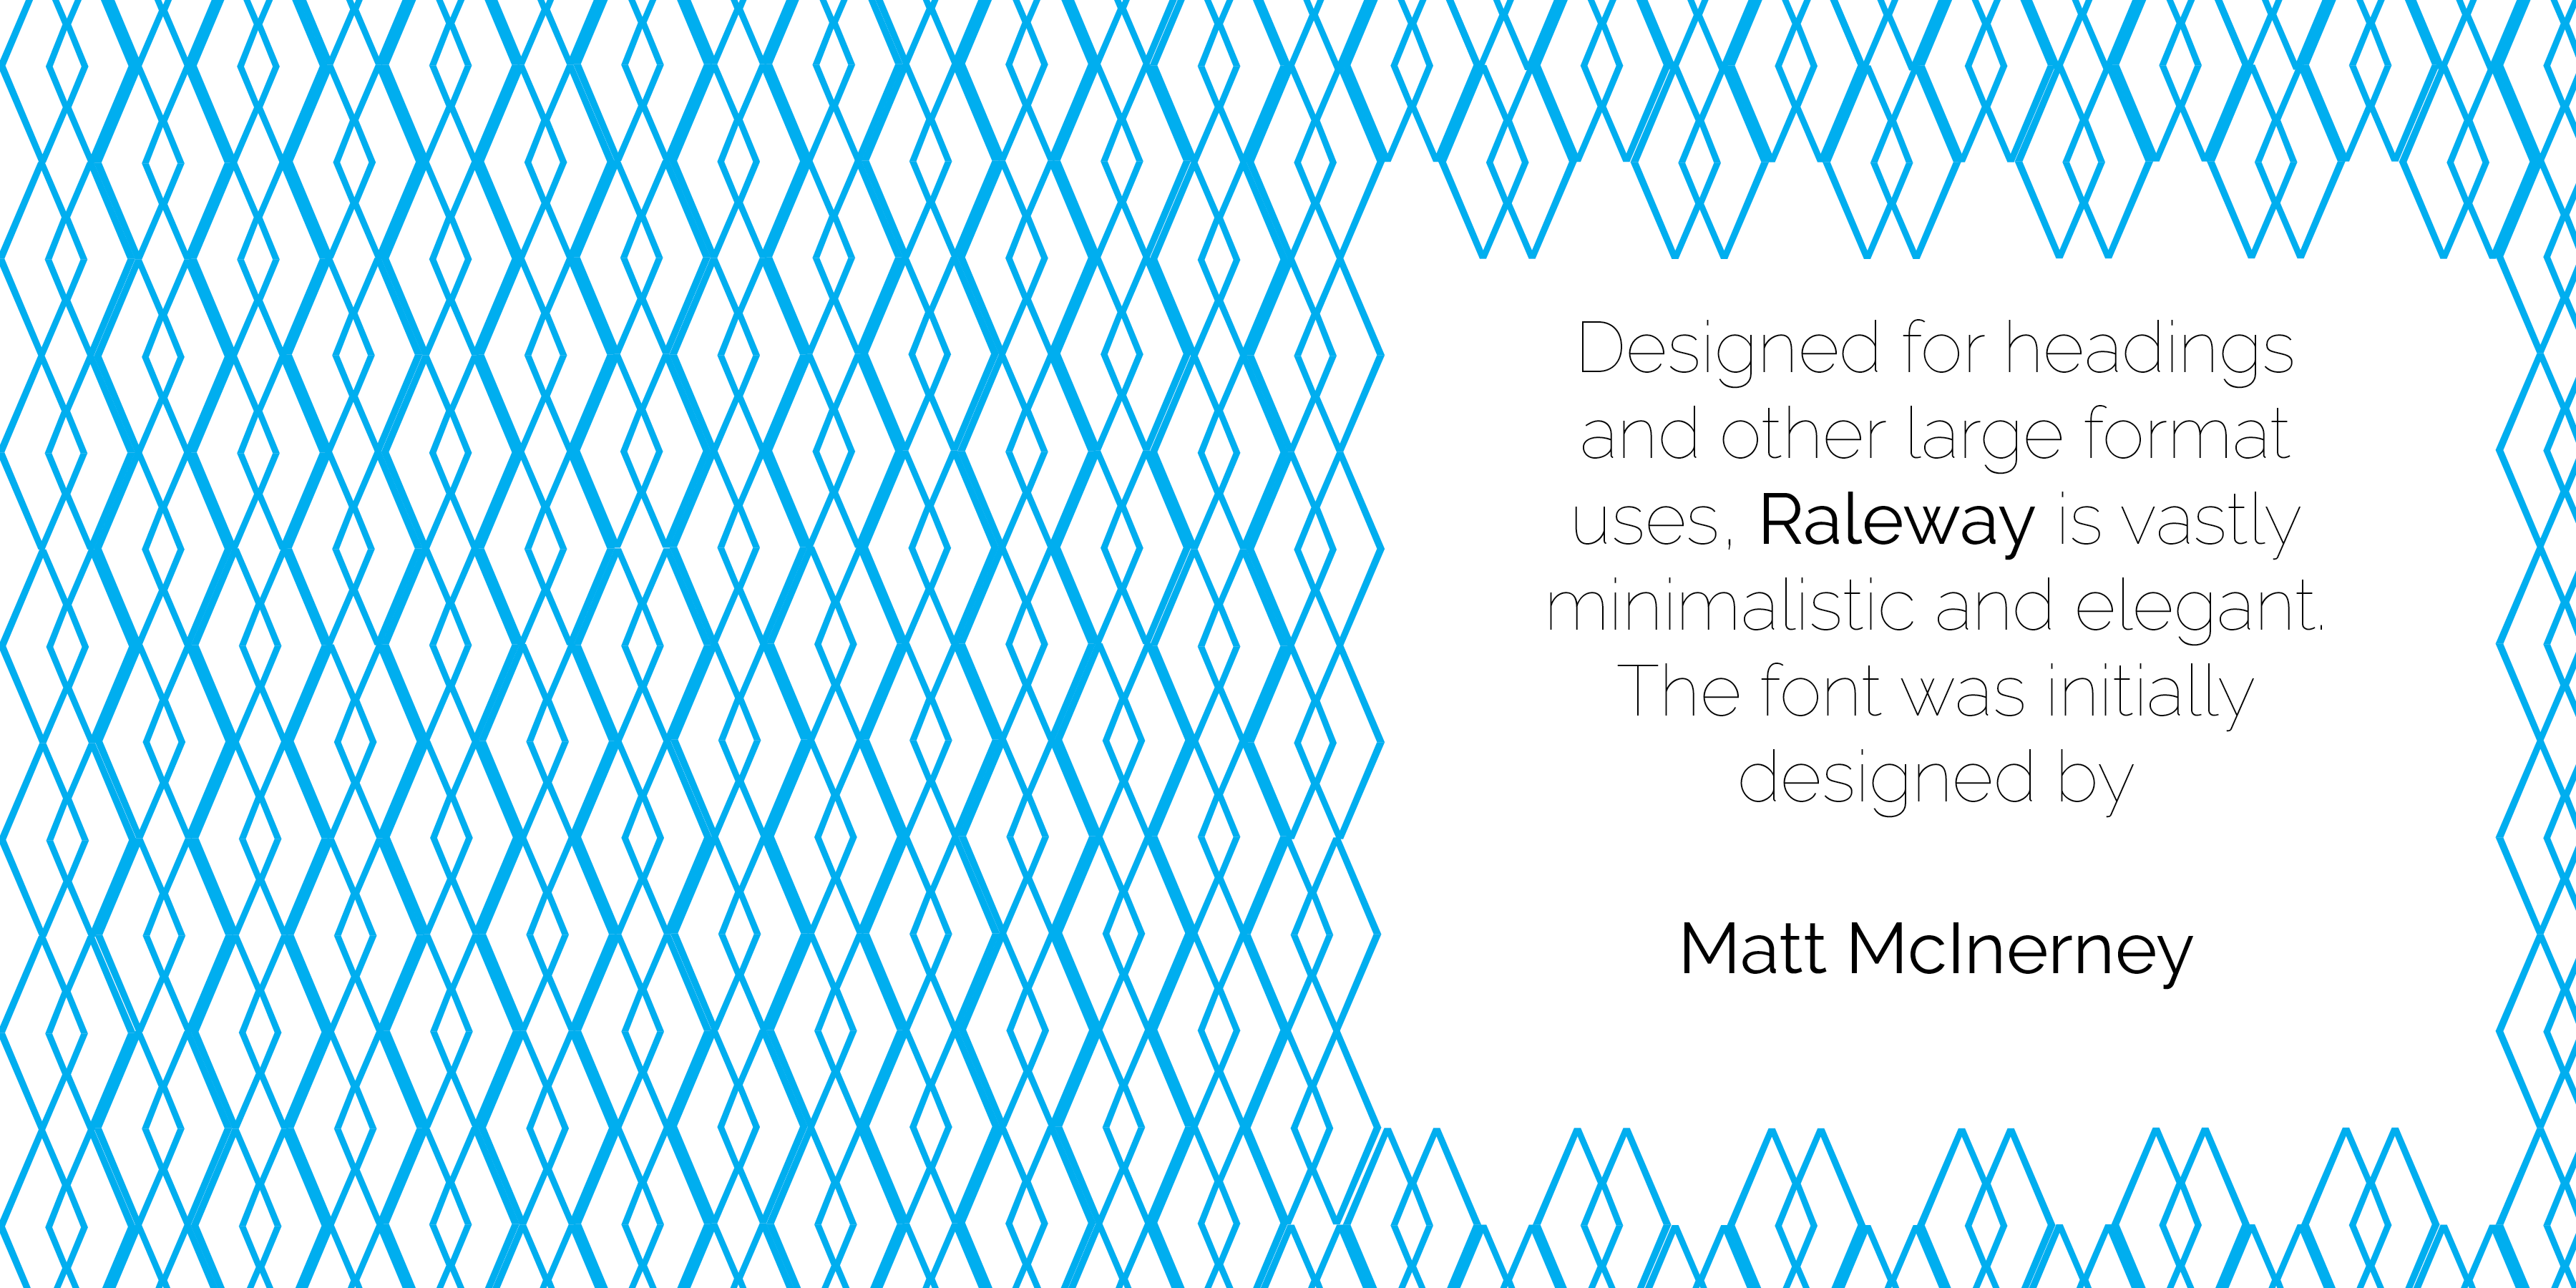 Designed for headings
and other large format
uses, Raleway is vastly
minimalistic and elegant.
The font was initially
designed by
Matt McInerney